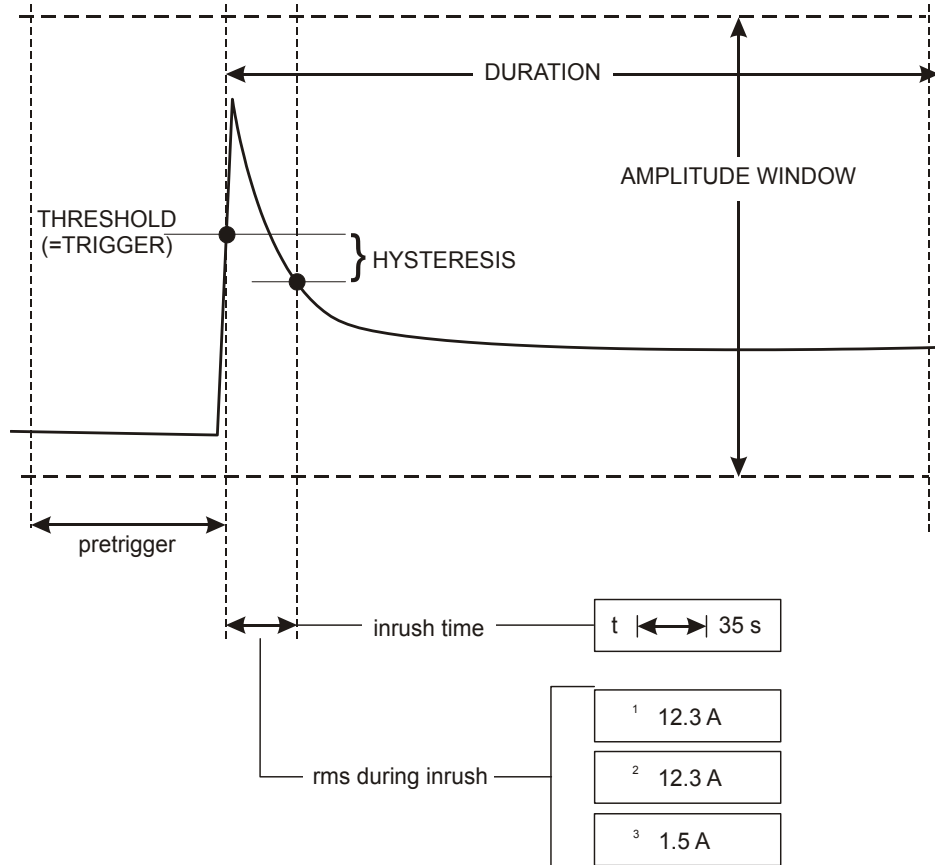 DURATION
AMPLITUDE WINDOW
THRESHOLD
(=TRIGGER)
HYSTERESIS
pretrigger
inrush time
t 35 s
1 12.3 A
rms during inrush
2 12.3 A
3 1.5 A